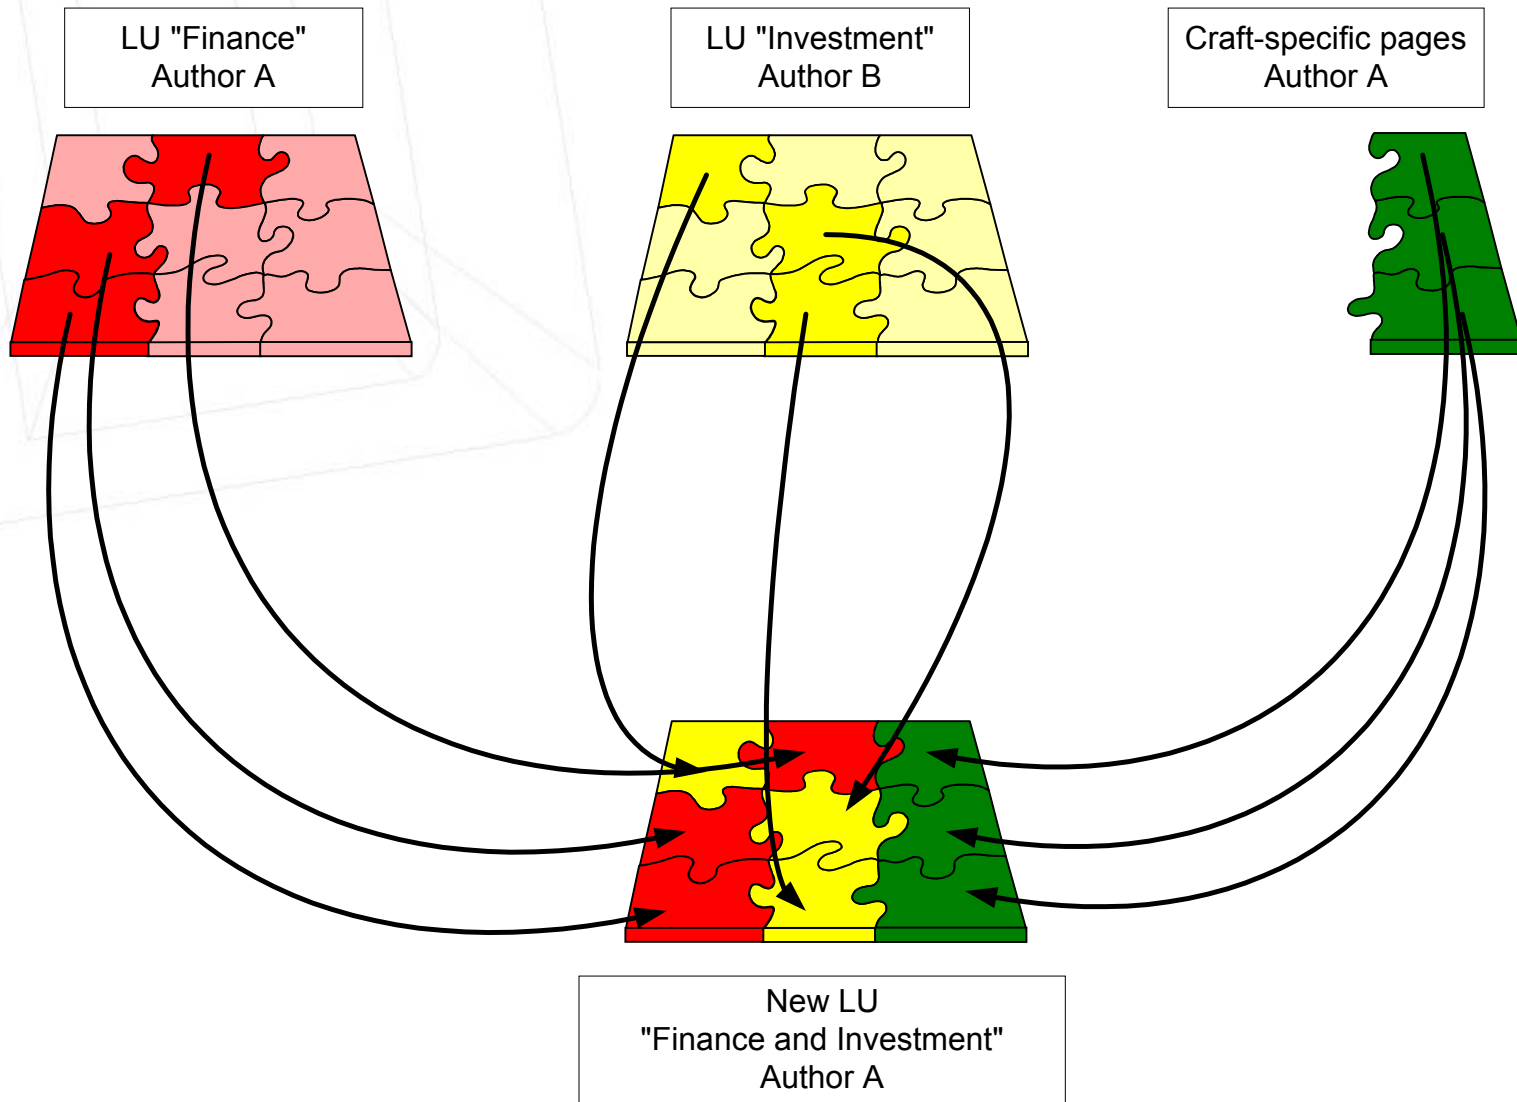 LU "Finance"
Author A
LU "Investment"
Author B
Craft-specific pages
Author A
New LU
"Finance and Investment"
Author A